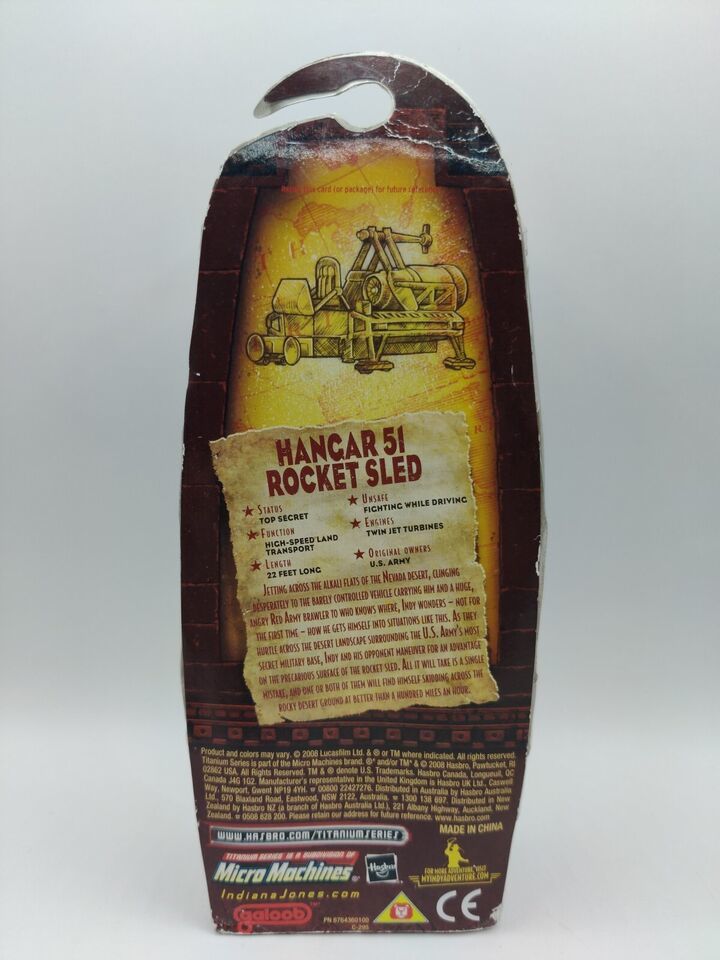 this card (or package) for future reference
HANGAR 51
ROCKET SLED
★ STATUS
TOP SECRET
★ FUNCTION
HIGH-SPEED LAND
TRANSPORT
★ LENGTH
22 FEET LONG
★ UNSAFE
FIGHTING WHILE DRIVING
★ ENGINES
TWIN JET TURBINES
★ ORIGINAL OWNERS
U.S. ARMY
JETTING ACROSS THE ALKALI FLATS OF THE NEVADA DESERT, CLINGING
DESPERATELY TO THE BARELY CONTROLLED VEHICLE CARRYING HIM AND A HUGE,
ANGRY RED ARMY BRAWLER TO WHO KNOWS WHERE, INDY WONDERS – NOT FOR
THE FIRST TIME – HOW HE GETS HIMSELF INTO SITUATIONS LIKE THIS. AS THEY
HURTLE ACROSS THE DESERT LANDSCAPE SURROUNDING THE U.S. ARMY'S MOST
SECRET MILITARY BASE, INDY AND HIS OPPONENT MANEUVER FOR AN ADVANTAGE
ON THE PRECARIOUS SURFACE OF THE ROCKET SLED. ALL IT WILL TAKE IS A SINGLE
MISTAKE, AND ONE OR BOTH OF THEM WILL FIND HIMSELF SKIDDING ACROSS THE
ROCKY DESERT GROUND AT BETTER THAN A HUNDRED MILES AN HOUR.
Product and colors may vary. © 2008 Lucasfilm Ltd. & ® or TM where indicated. All rights reserved.
Titanium Series is part of the Micro Machines brand. ®* and/or TM* & © 2008 Hasbro, Pawtucket, RI
02862 USA. All Rights Reserved. TM & ® denote U.S. Trademarks. Hasbro Canada, Longueuil, QC
Canada J4G 1G2. Manufacturer's representative in the United Kingdom is Hasbro UK Ltd., Caswell
Way, Newport, Gwent NP19 4YH. ☎ 00800 22427276. Distributed in Australia by Hasbro Australia
Ltd., 570 Blaxland Road, Eastwood, NSW 2122, Australia. ☎ 1300 138 697. Distributed in New
Zealand by Hasbro NZ (a branch of Hasbro Australia Ltd.), 221 Albany Highway, Auckland, New
Zealand. ☎ 0508 828 200. Please retain our address for future reference. www.hasbro.com
MADE IN CHINA
WWW.HASBRO.COM/TITANIUMSERIES
TITANIUM SERIES IS A SUBDIVISION OF
Micro Machines®
Hasbro
FOR MORE ADVENTURE, VISIT
MYINDYADVENTURE.COM
IndianaJones.com
galoob™
PN 6764360100
C-295
CE